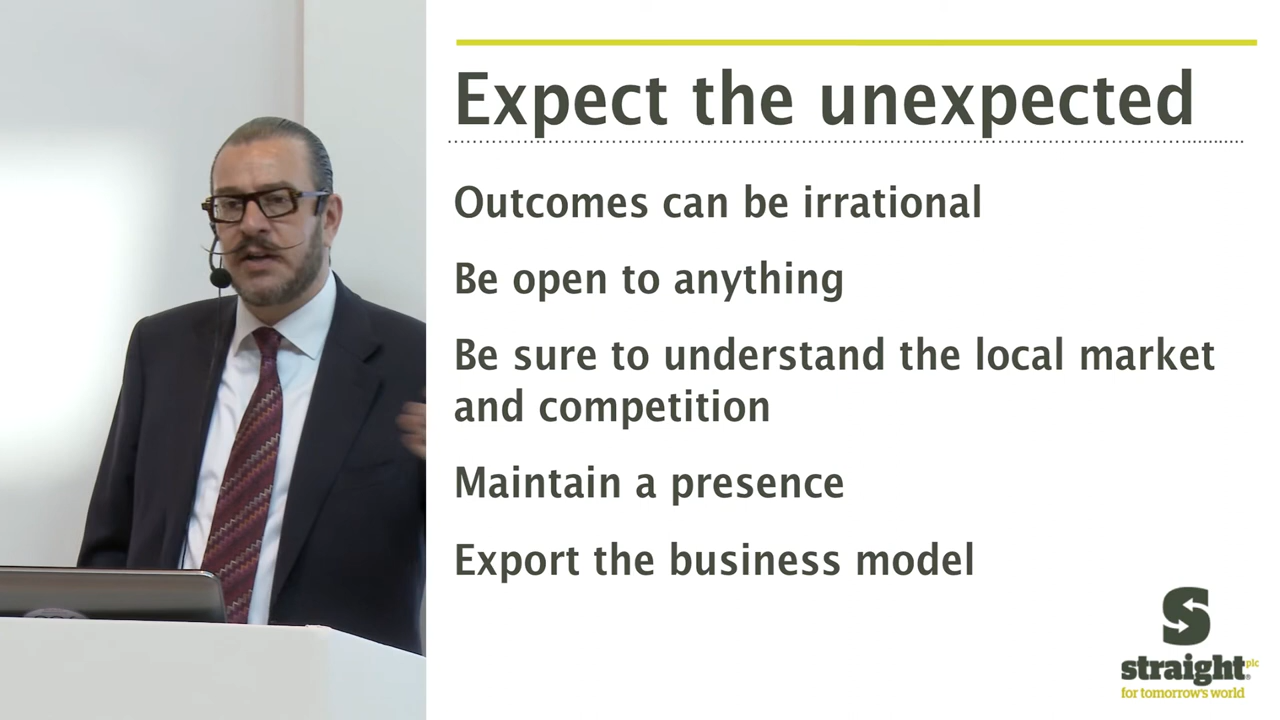 Expect the unexpected
Outcomes can be irrational
Be open to anything
Be sure to understand the local market
and competition
Maintain a presence
Export the business model
straight plc
for tomorrow's world